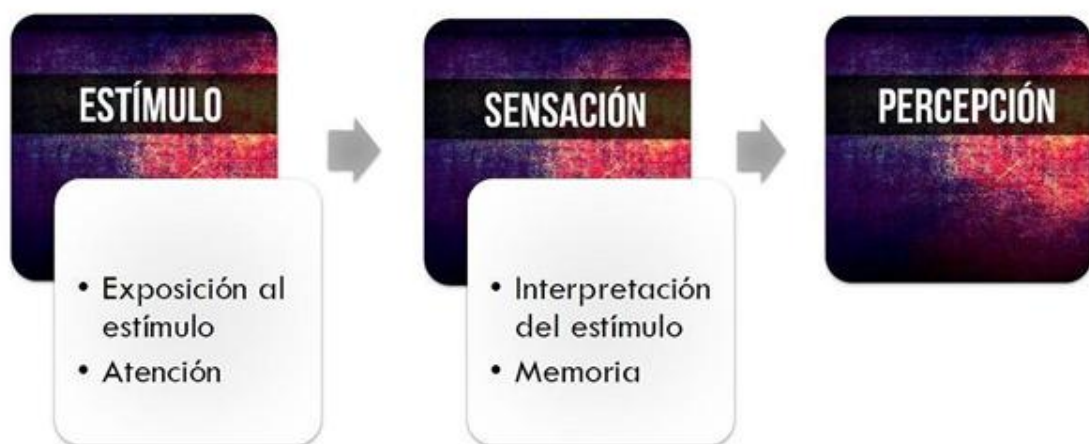 ESTÍMULO
• Exposición al
estímulo
• Atención
SENSACIÓN
• Interpretación
del estímulo
• Memoria
PERCEPCIÓN